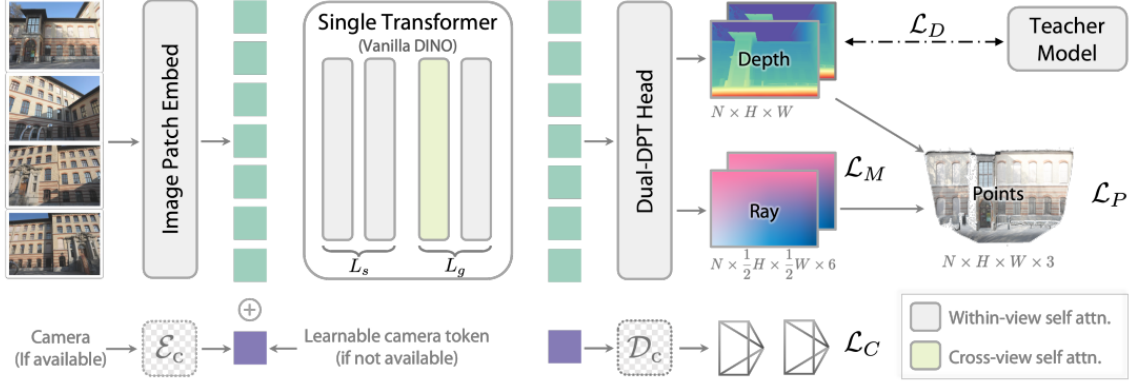 Image Patch Embed
Single Transformer
(Vanilla DINO)
L_s
L_g
Dual-DPT Head
Depth
N × H × W
ℒ_D
Teacher
Model
Ray
ℒ_M
N × ½H × ½W × 6
Points
ℒ_P
N × H × W × 3
Camera
(If available)
ℰ_c
+
Learnable camera token
(if not available)
𝒟_c
ℒ_C
Within-view self attn.
Cross-view self attn.